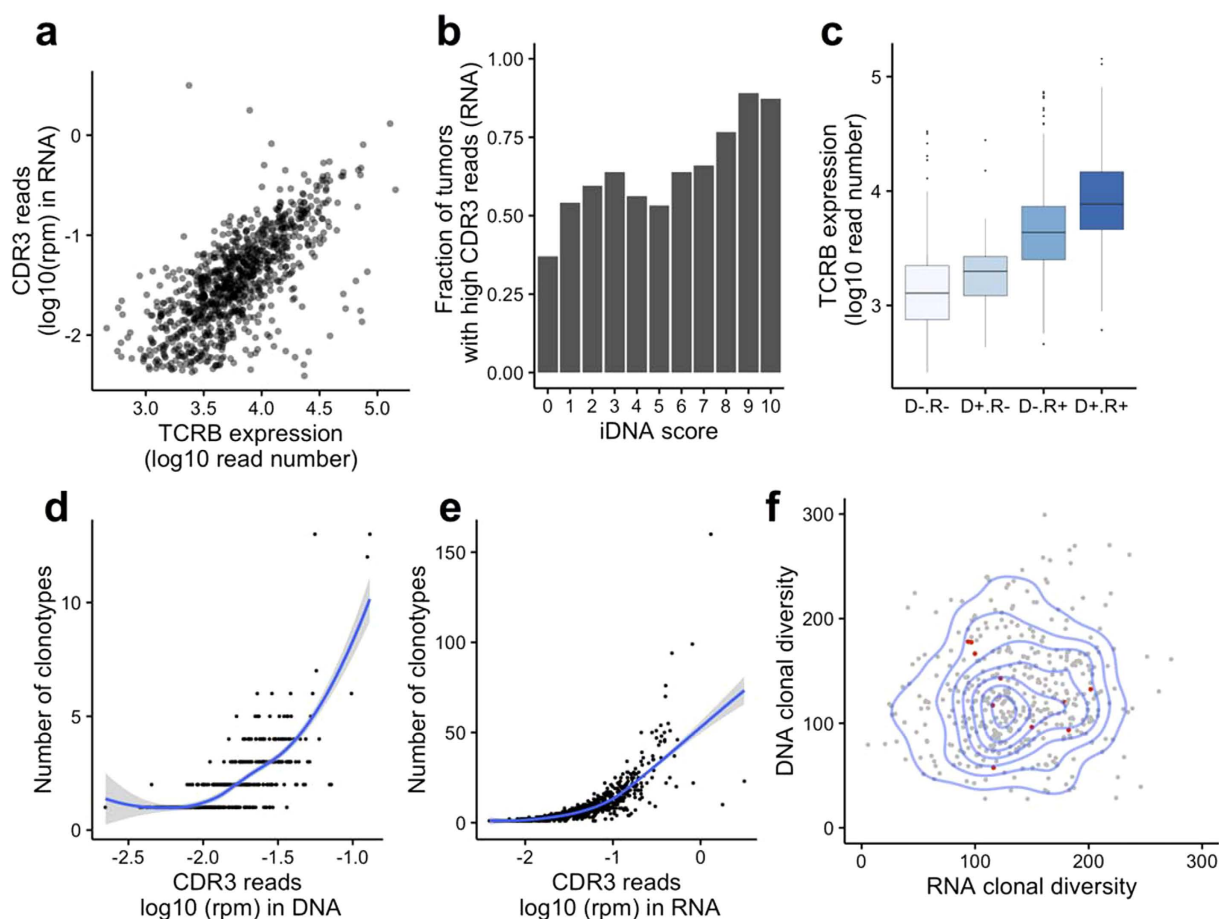 a
CDR3 reads
(log10(rpm) in RNA)
0
-1
-2
3.0 3.5 4.0 4.5 5.0
TCRB expression
(log10 read number)
b
Fraction of tumors
with high CDR3 reads (RNA)
1.00
0.75
0.50
0.25
0.00
0 1 2 3 4 5 6 7 8 9 10
iDNA score
c
TCRB expression
(log10 read number)
5
4
3
D-.R- D+.R- D-.R+ D+.R+
d
Number of clonotypes
10
5
0
-2.5 -2.0 -1.5 -1.0
CDR3 reads
log10 (rpm) in DNA
e
Number of clonotypes
150
100
50
0
-2 -1 0
CDR3 reads
log10 (rpm) in RNA
f
DNA clonal diversity
300
200
100
0
0 100 200 300
RNA clonal diversity